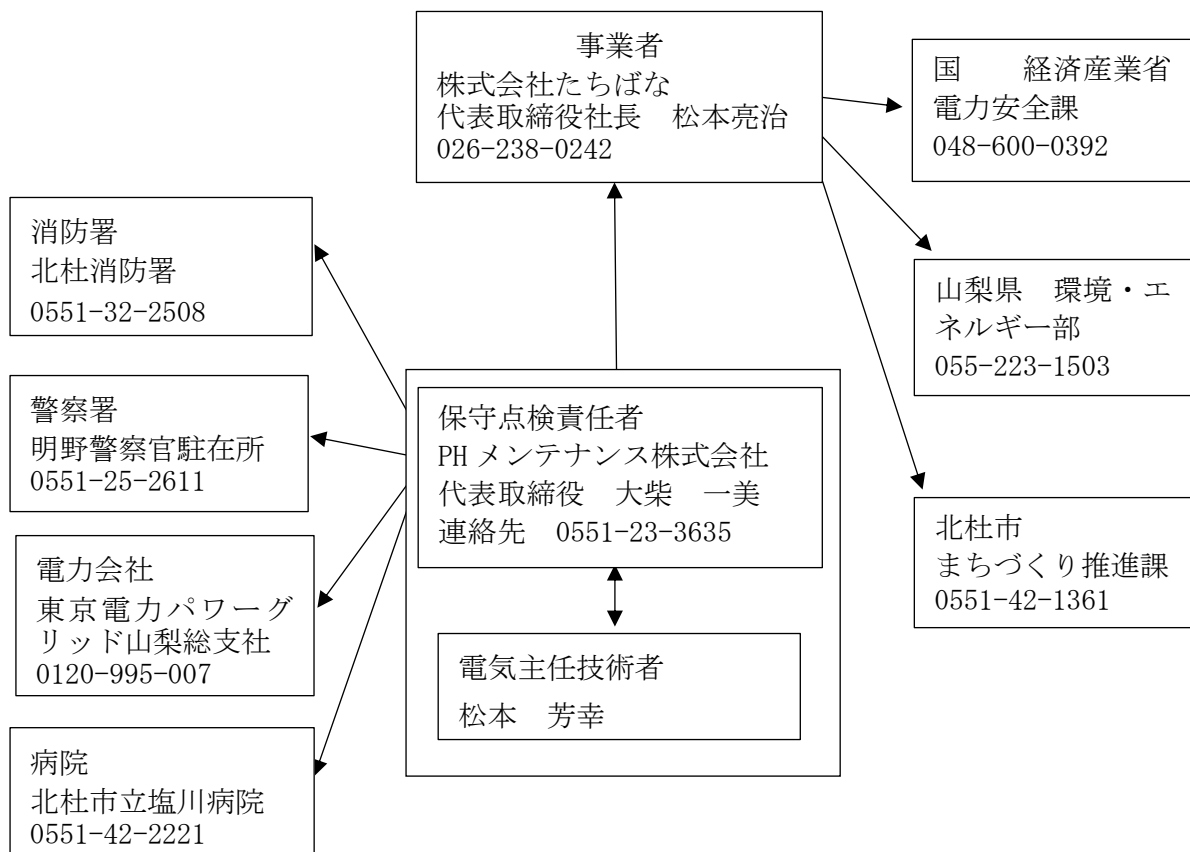 事業者
株式会社たちばな
代表取締役社長　松本亮治
026-238-0242
国　　経済産業省
電力安全課
048-600-0392
消防署
北杜消防署
0551-32-2508
山梨県　環境・エ
ネルギー部
055-223-1503
警察署
明野警察官駐在所
0551-25-2611
保守点検責任者
PHメンテナンス株式会社
代表取締役　大柴　一美
連絡先　0551-23-3635
北杜市
まちづくり推進課
0551-42-1361
電力会社
東京電力パワーグ
リッド山梨総支社
0120-995-007
電気主任技術者
松本　芳幸
病院
北杜市立塩川病院
0551-42-2221